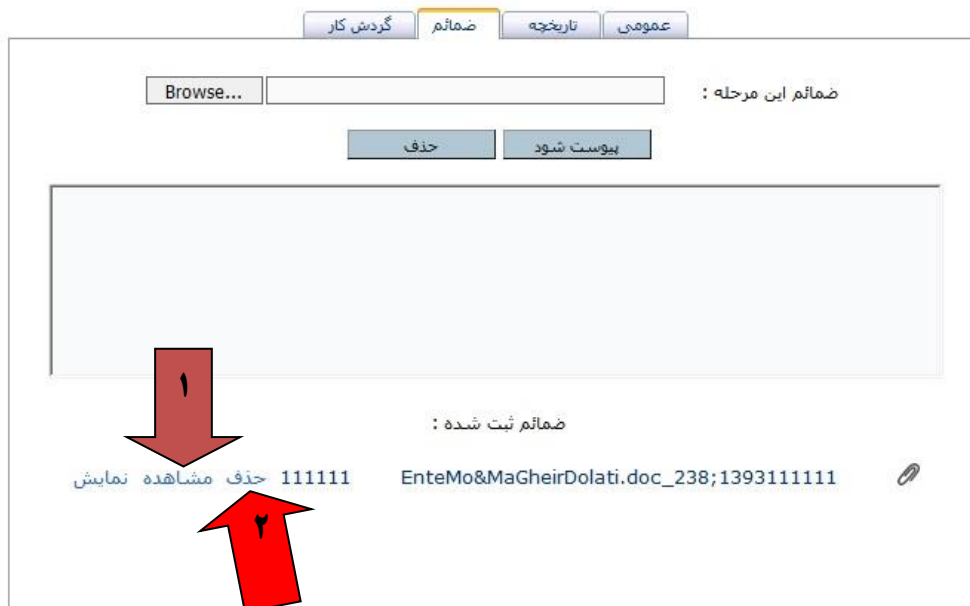 عمومی تاریخچه ضمائم گردش کار
ضمائم این مرحله : Browse...
پیوست شود حذف
۱
ضمائم ثبت شده :
EnteMo&MaGheirDolati.doc_238;1393111111 111111 حذف مشاهده نمایش
۲